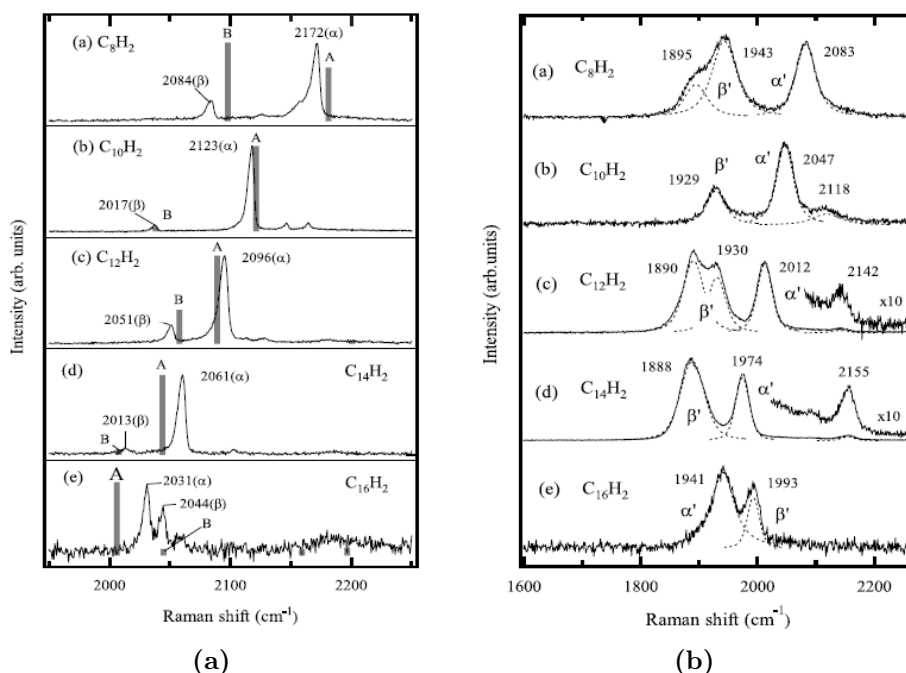 B
2172(α)
(a) C₈H₂
A
2084(β)
(b) C₁₀H₂
2123(α)
A
2017(β)
B
(c) C₁₂H₂
A
2096(α)
B
2051(β)
(d)
A
C₁₄H₂
2061(α)
2013(β)
B
(e)
A
2031(α)
C₁₆H₂
2044(β)
B
2000
2100
2200
Raman shift (cm⁻¹)
Intensity (arb. units)
(a)
1895
1943
2083
(a)
C₈H₂
β'
α'
(b)
C₁₀H₂
1929
β'
α'
2047
2118
(c)
C₁₂H₂
1890
1930
2012
2142
β'
α'
x10
(d)
C₁₄H₂
1888
1974
2155
β'
α'
x10
(e)
C₁₆H₂
1941
1993
α'
β'
1600
1800
2000
2200
Raman shift (cm⁻¹)
Intensity (arb.units)
(b)